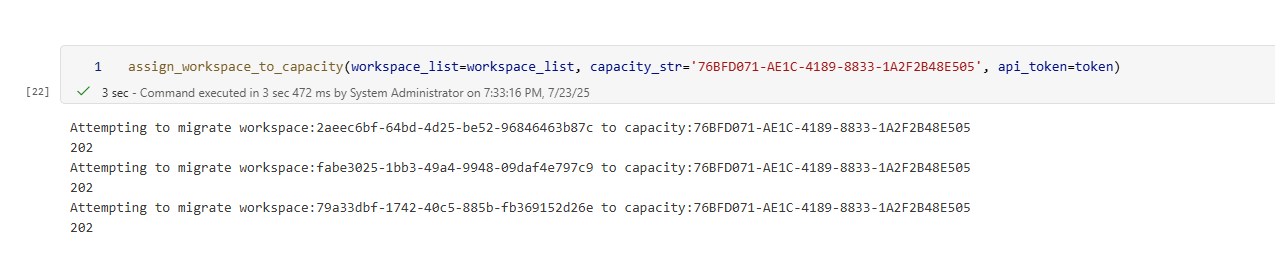 1 assign_workspace_to_capacity(workspace_list=workspace_list, capacity_str='76BFD071-AE1C-4189-8833-1A2F2B48E505', api_token=token)
[22] 3 sec - Command executed in 3 sec 472 ms by System Administrator on 7:33:16 PM, 7/23/25
Attempting to migrate workspace:2aeec6bf-64bd-4d25-be52-96846463b87c to capacity:76BFD071-AE1C-4189-8833-1A2F2B48E505
202
Attempting to migrate workspace:fabe3025-1bb3-49a4-9948-09daf4e797c9 to capacity:76BFD071-AE1C-4189-8833-1A2F2B48E505
202
Attempting to migrate workspace:79a33dbf-1742-40c5-885b-fb369152d26e to capacity:76BFD071-AE1C-4189-8833-1A2F2B48E505
202